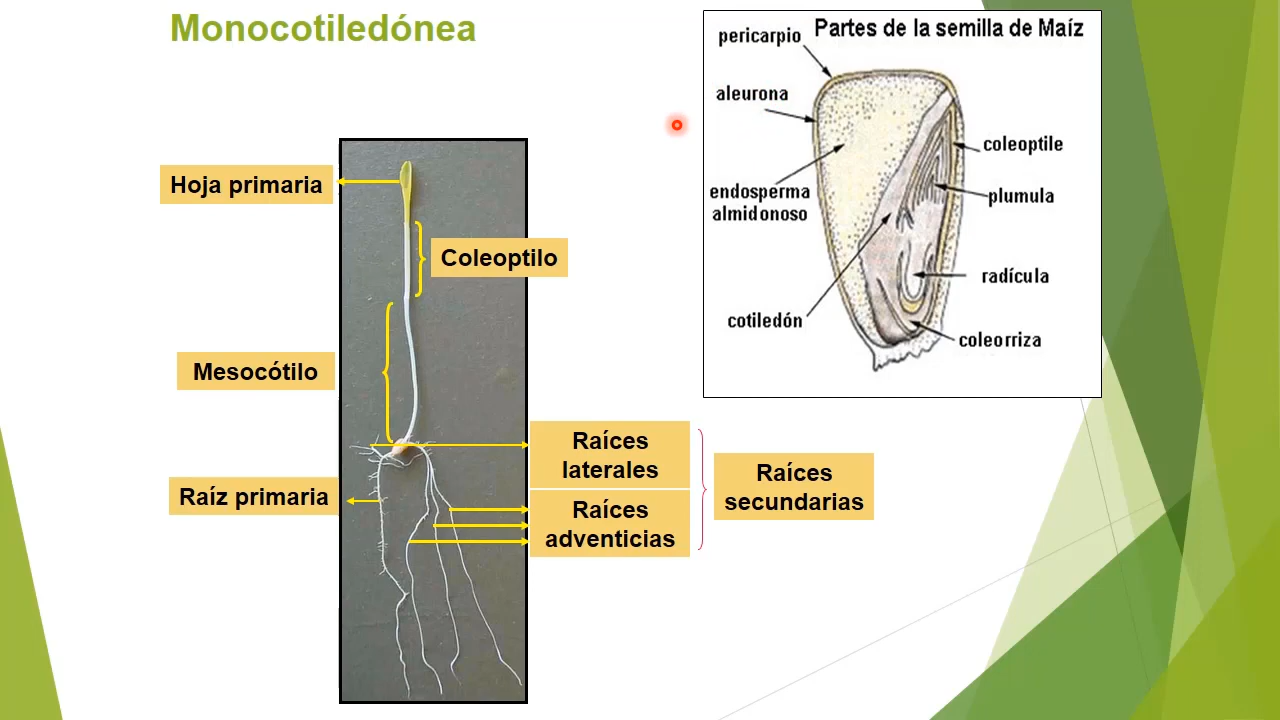 Monocotiledónea
Hoja primaria
Coleoptilo
Mesocótilo
Raíz primaria
Raíces
laterales
Raíces
adventicias
Raíces
secundarias
Partes de la semilla de Maíz
pericarpio
aleurona
endosperma
almidonoso
cotiledón
coleoptile
plumula
radícula
coleorriza